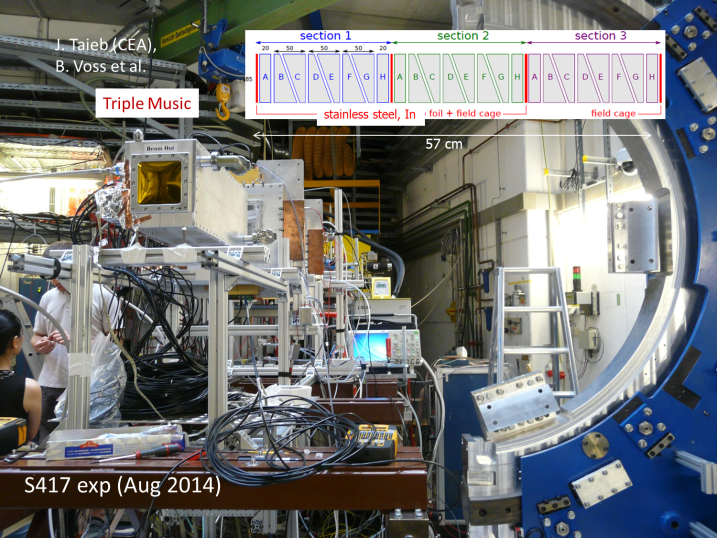 J. Taieb (CEA),
B. Voss et al.
section 1 section 2 section 3
20 50 50 50 20
85
A B C D E F G H A B C D E F G H A B C D E F G H
stainless steel, In foil + field cage field cage
Triple Music
57 cm
Beam Out
S417 exp (Aug 2014)